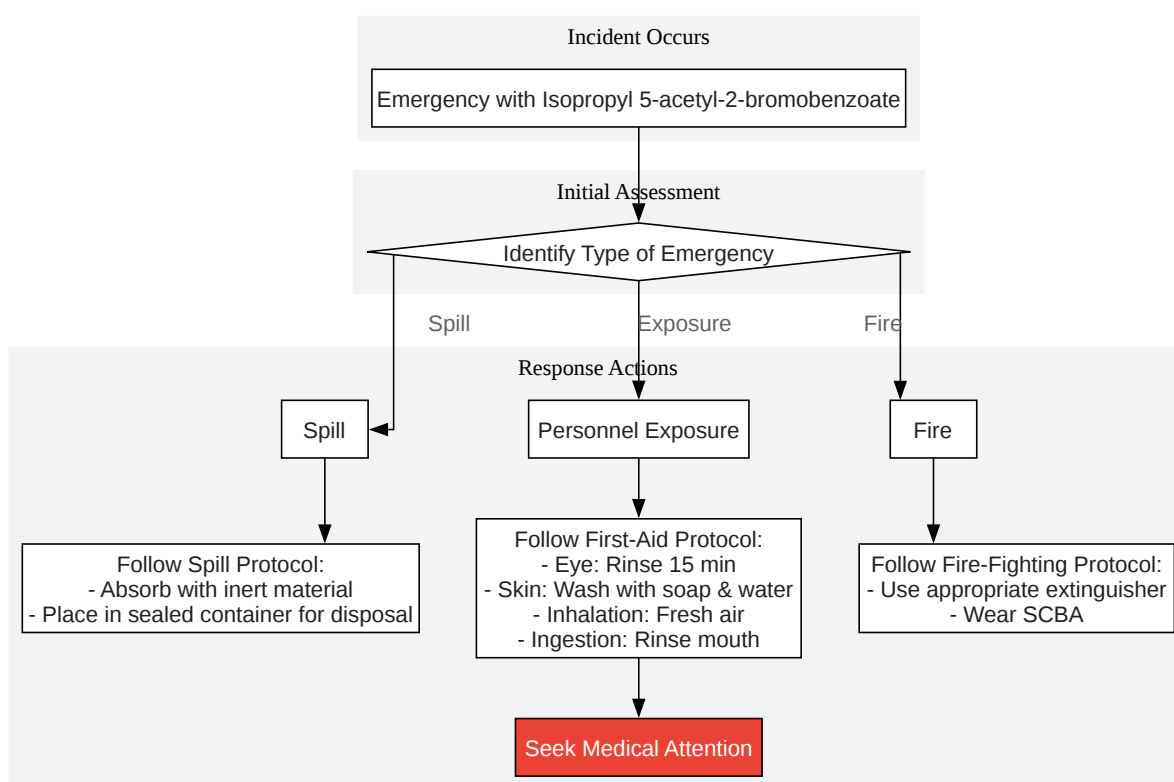 Incident Occurs
Emergency with Isopropyl 5-acetyl-2-bromobenzoate
Initial Assessment
Identify Type of Emergency
Spill
Exposure
Fire
Response Actions
Spill
Personnel Exposure
Fire
Follow Spill Protocol:
- Absorb with inert material
- Place in sealed container for disposal
Follow First-Aid Protocol:
- Eye: Rinse 15 min
- Skin: Wash with soap & water
- Inhalation: Fresh air
- Ingestion: Rinse mouth
Follow Fire-Fighting Protocol:
- Use appropriate extinguisher
- Wear SCBA
Seek Medical Attention